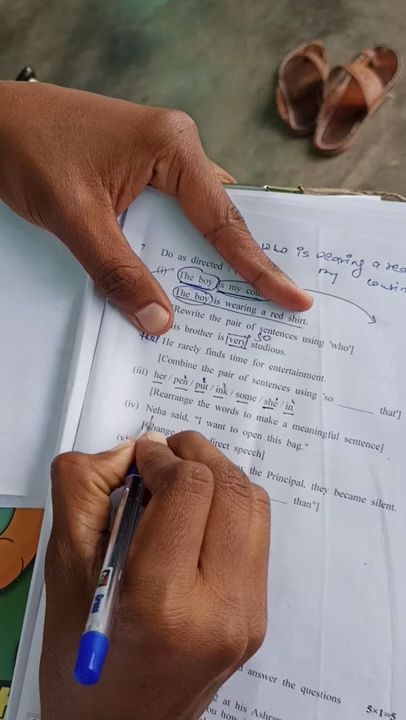 who is wearing a red
my cousin
7 Do as directed :
(i) The boy is my cou
The boy is wearing a red shirt.
[Rewrite the pair of sentences using 'who']
is brother is very studious.
so
He rarely finds time for entertainment.
[Combine the pair of sentences using 'so ______ that']
(iii) her / pen / put / ink / some / she / in
[Rearrange the words to make a meaningful sentence]
(iv) Neha said, "I want to open this bag."
direct speech]
(v)
the Principal, they became silent.
than"]
answer the questions
5×1=5
at his Ashram